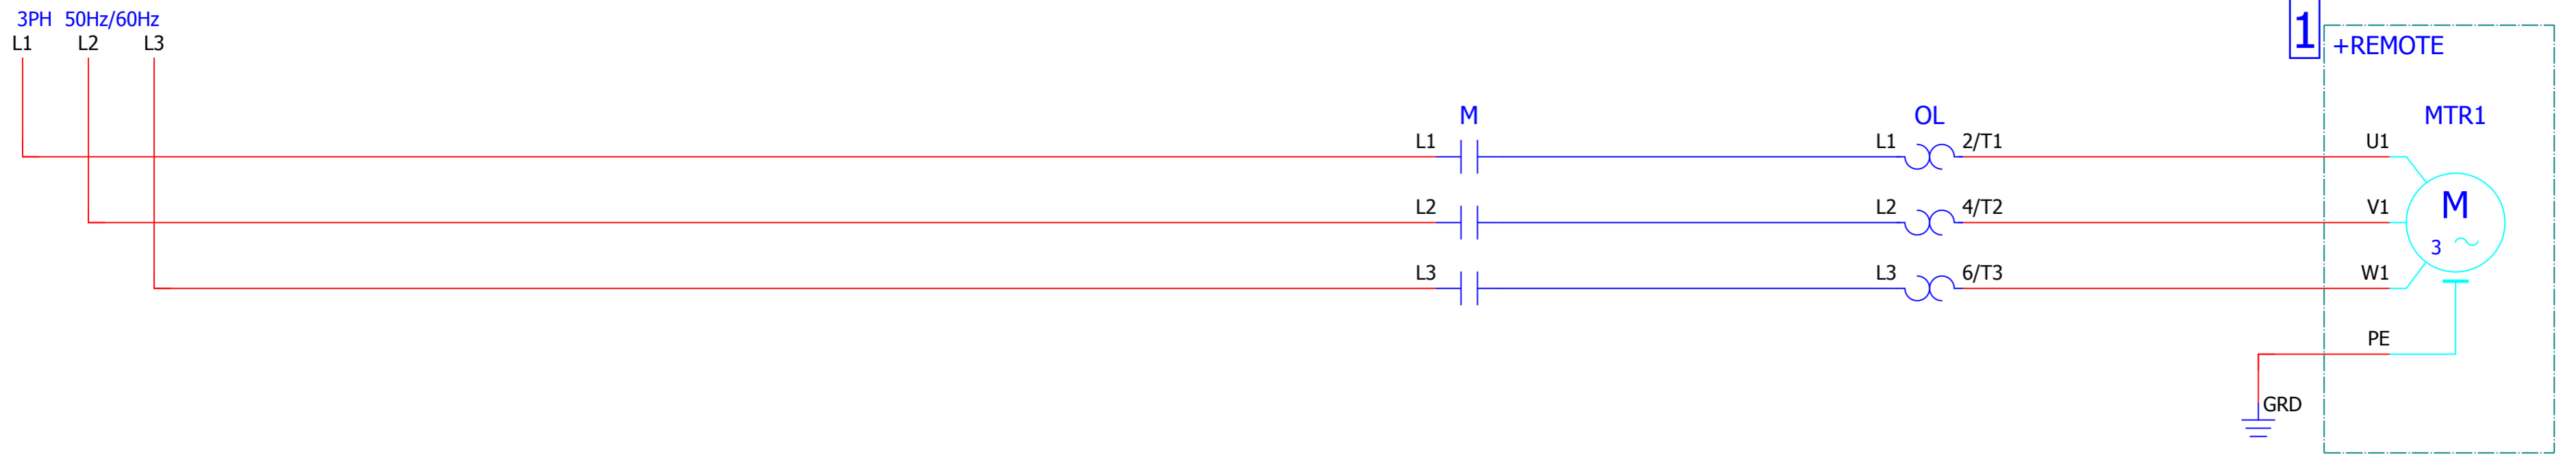 3PH 50Hz/60Hz
L1 L2 L3
1
+REMOTE
M OL MTR1
L1 L1 2/T1 U1
L2 L2 4/T2 V1
M
3
L3 L3 6/T3 W1
PE
GRD